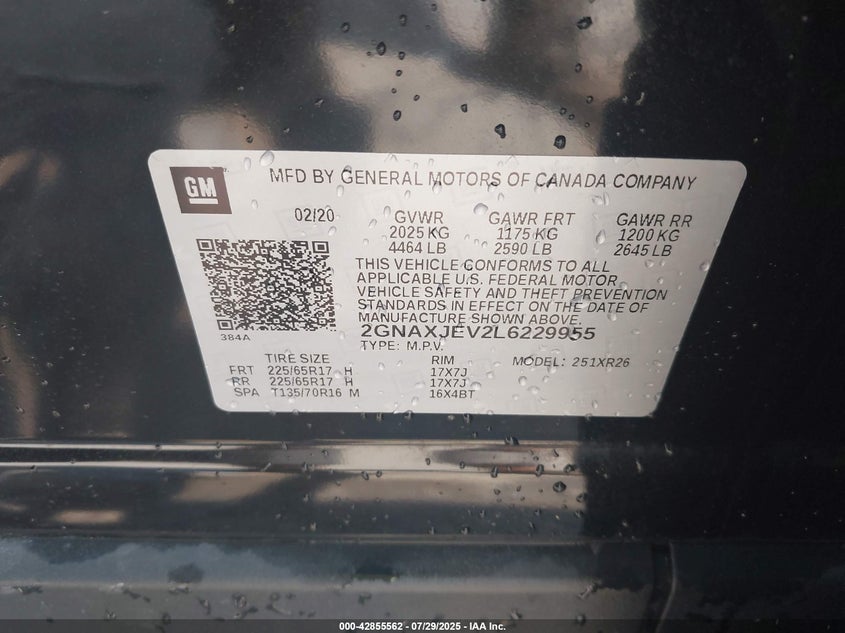 GM
MFD BY GENERAL MOTORS OF CANADA COMPANY
02/20 GVWR GAWR FRT GAWR RR
2025 KG 1175 KG 1200 KG
4464 LB 2590 LB 2645 LB
THIS VEHICLE CONFORMS TO ALL
APPLICABLE U.S. FEDERAL MOTOR
VEHICLE SAFETY AND THEFT PREVENTION
STANDARDS IN EFFECT ON THE DATE OF
MANUFACTURE SHOWN ABOVE.
384A
2GNAXJEV2L6229955
TYPE: M.P.V.
TIRE SIZE RIM MODEL: 251XR26
FRT 225/65R17 H 17X7J
RR 225/65R17 H 17X7J
SPA T135/70R16 M 16X4BT
000-42855562 - 07/29/2025 - IAA Inc.